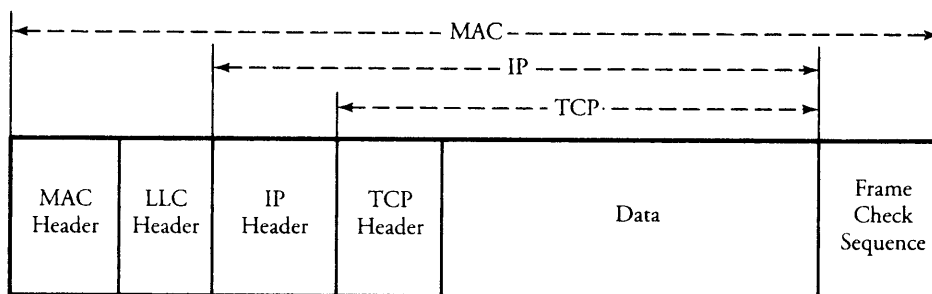 MAC
IP
TCP
MAC
Header
LLC
Header
IP
Header
TCP
Header
Data
Frame
Check
Sequence